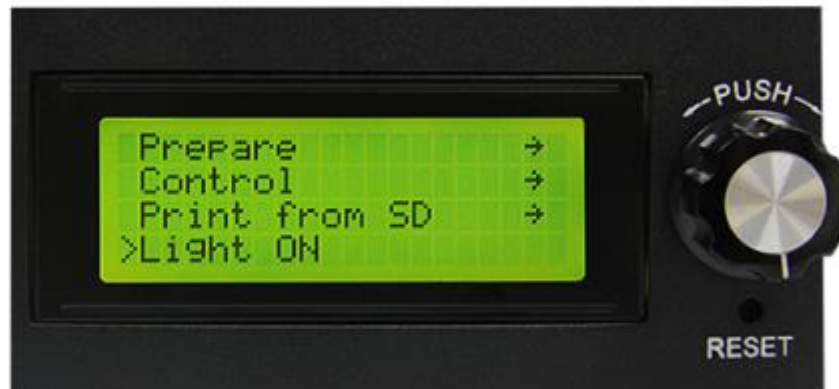 Prepare →
Control →
Print from SD →
>Light ON
PUSH
RESET